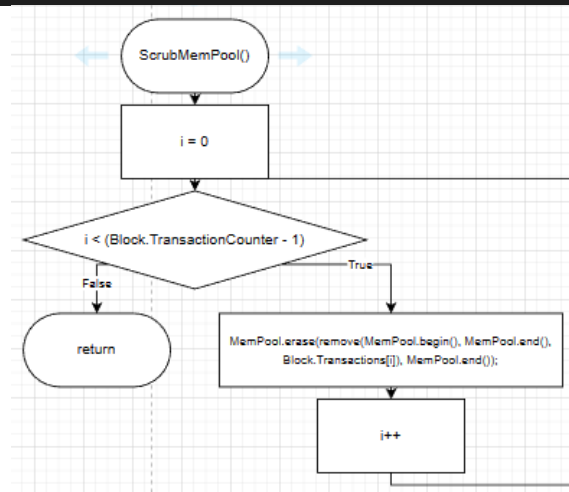 ScrubMemPool()
i = 0
i < (Block.TransactionCounter - 1)
True
False
return
MemPool.erase(remove(MemPool.begin(), MemPool.end(),
Block.Transactions[i]), MemPool.end());
i++